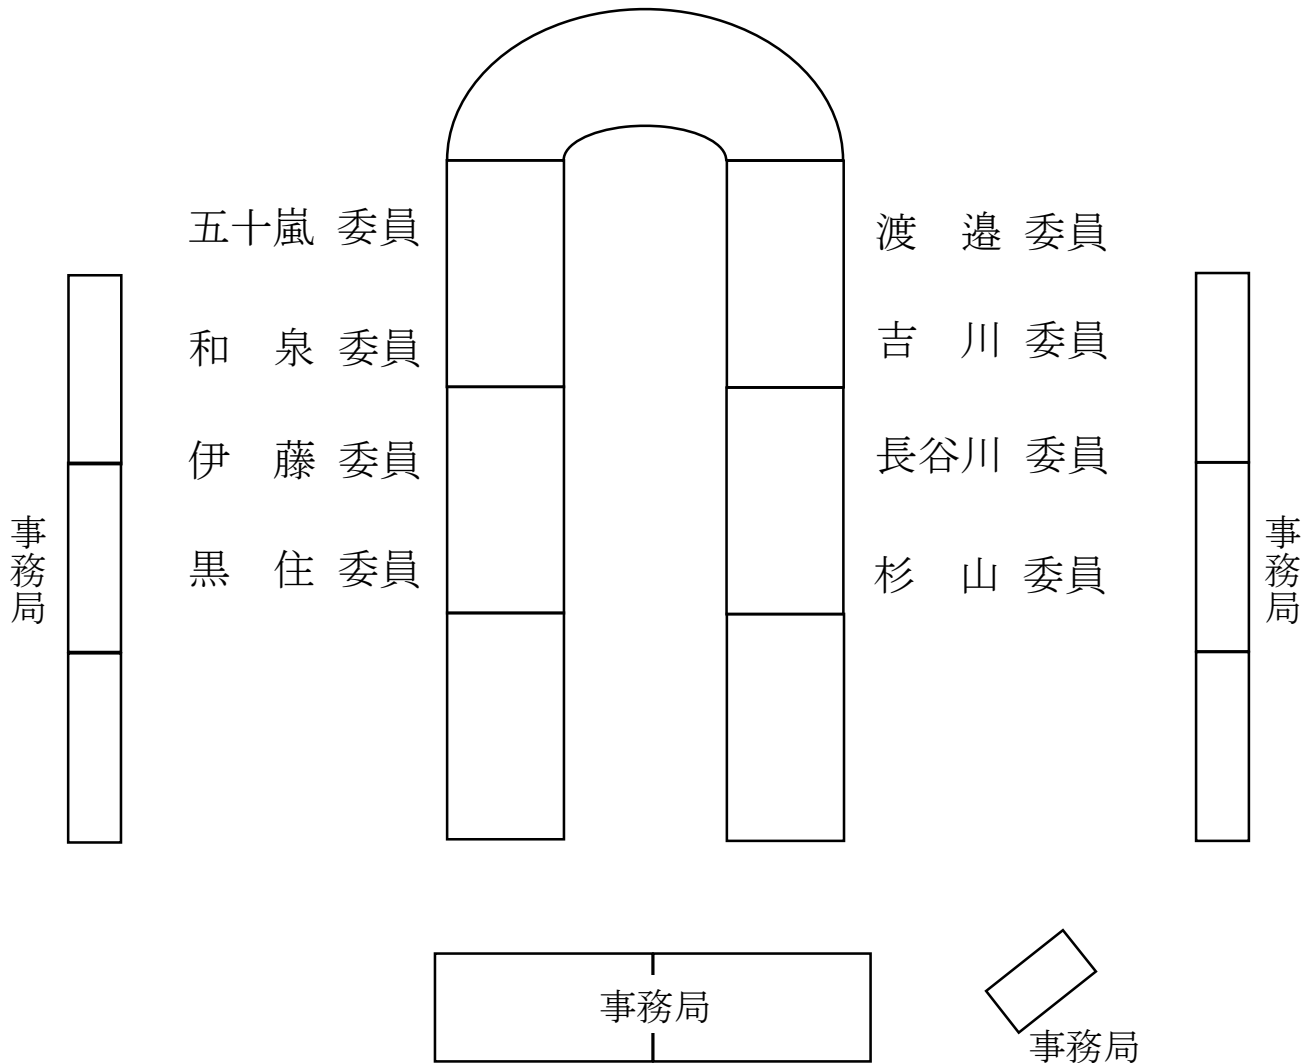 五十嵐 委員
和　泉 委員
伊　藤 委員
黒　住 委員
渡　邉 委員
吉　川 委員
長谷川 委員
杉　山 委員
事務局
事務局
事務局
事務局